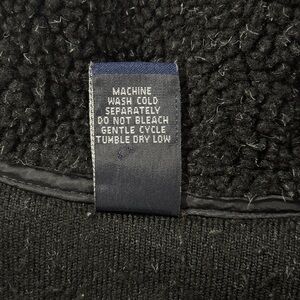 MACHINE
WASH COLD
SEPARATELY
DO NOT BLEACH
GENTLE CYCLE
TUMBLE DRY LOW